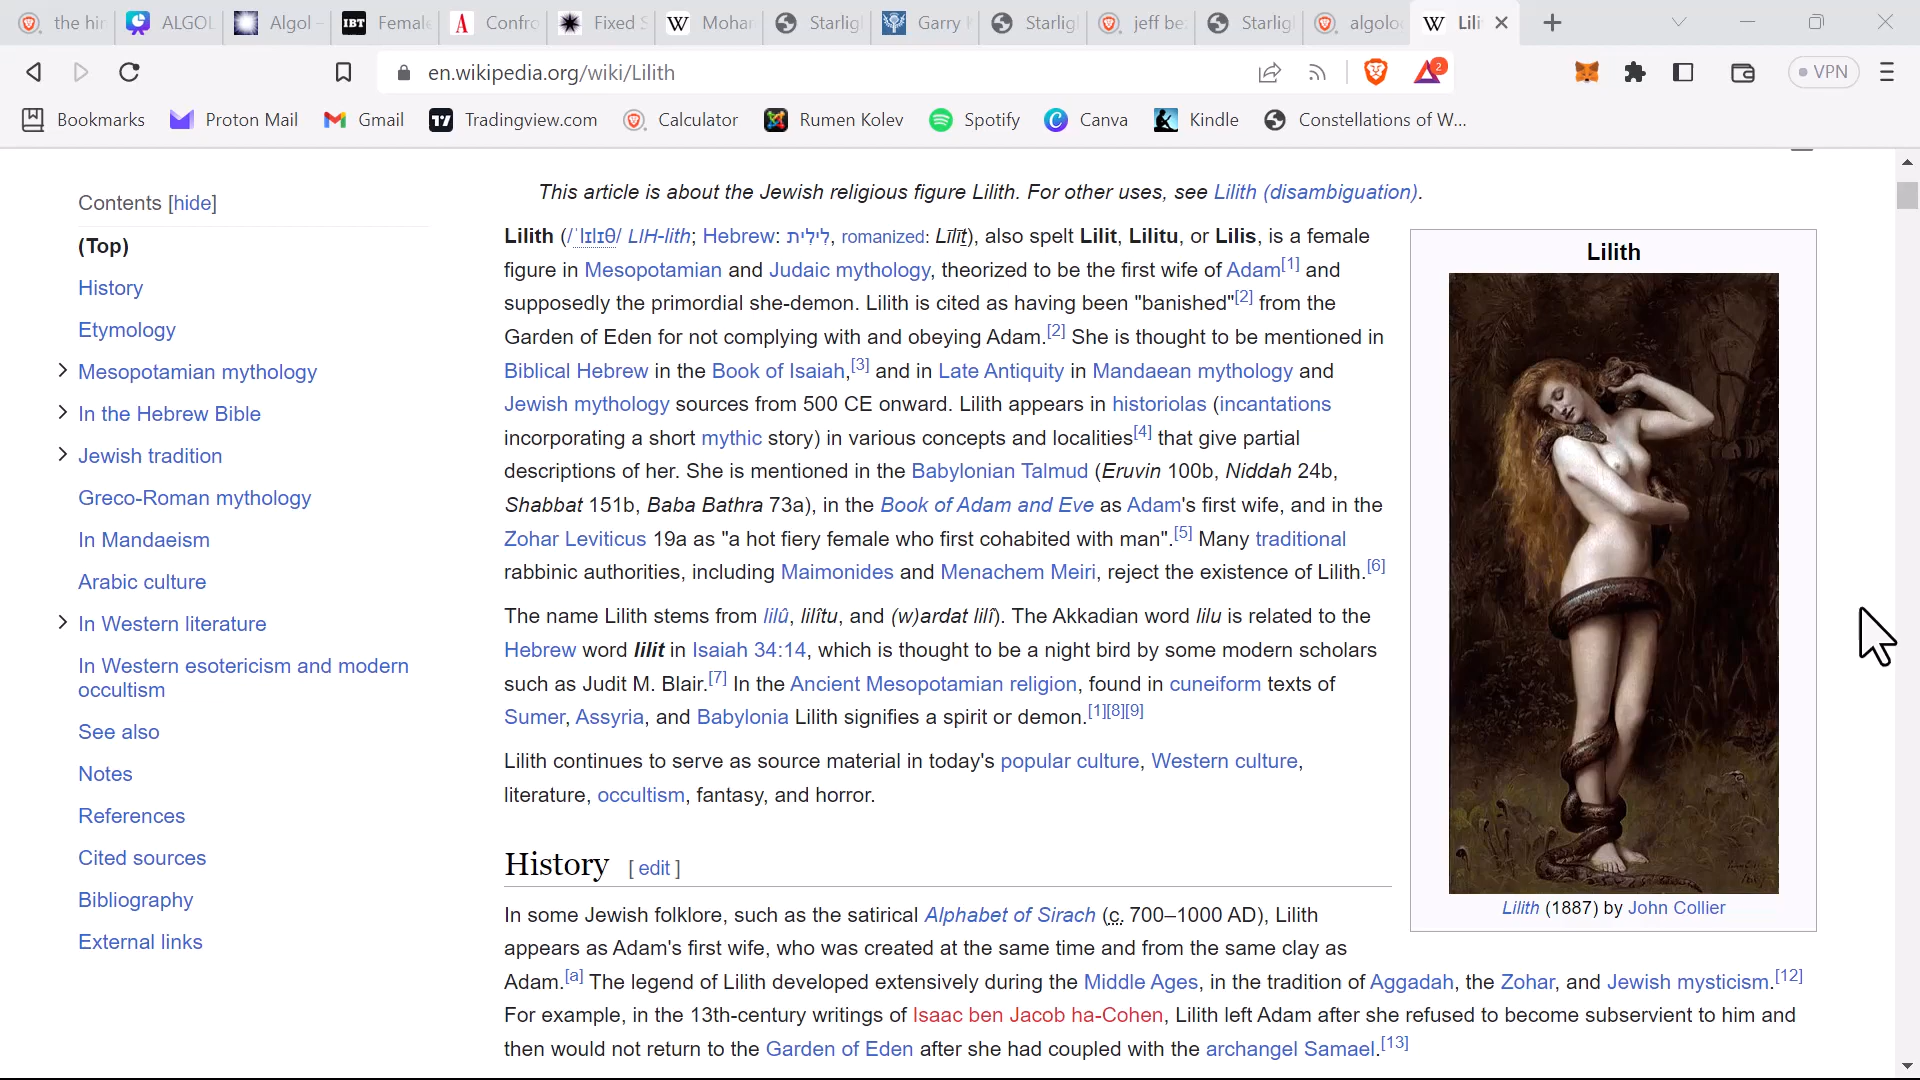 the hin
ALGOL
Algol -
IBT Female
Confro
Fixed S
W Mohar
Starlig
Garry
Starlig
jeff be
Starlig
algolo
W Lili
en.wikipedia.org/wiki/Lilith
2
VPN
Bookmarks
Proton Mail
Gmail
Tradingview.com
Calculator
Rumen Kolev
Spotify
Canva
Kindle
Constellations of W...
Contents [hide]
(Top)
History
Etymology
Mesopotamian mythology
In the Hebrew Bible
Jewish tradition
Greco-Roman mythology
In Mandaeism
Arabic culture
In Western literature
In Western esotericism and modern
occultism
See also
Notes
References
Cited sources
Bibliography
External links
This article is about the Jewish religious figure Lilith. For other uses, see Lilith (disambiguation).
Lilith (/ˈlɪlɪθ/ LIH-lith; Hebrew: לִילִית, romanized: Līlīṯ), also spelt Lilit, Lilitu, or Lilis, is a female
figure in Mesopotamian and Judaic mythology, theorized to be the first wife of Adam[1] and
supposedly the primordial she-demon. Lilith is cited as having been "banished"[2] from the
Garden of Eden for not complying with and obeying Adam.[2] She is thought to be mentioned in
Biblical Hebrew in the Book of Isaiah,[3] and in Late Antiquity in Mandaean mythology and
Jewish mythology sources from 500 CE onward. Lilith appears in historiolas (incantations
incorporating a short mythic story) in various concepts and localities[4] that give partial
descriptions of her. She is mentioned in the Babylonian Talmud (Eruvin 100b, Niddah 24b,
Shabbat 151b, Baba Bathra 73a), in the Book of Adam and Eve as Adam's first wife, and in the
Zohar Leviticus 19a as "a hot fiery female who first cohabited with man".[5] Many traditional
rabbinic authorities, including Maimonides and Menachem Meiri, reject the existence of Lilith.[6]
The name Lilith stems from lilû, lilîtu, and (w)ardat lilî). The Akkadian word lilu is related to the
Hebrew word lilit in Isaiah 34:14, which is thought to be a night bird by some modern scholars
such as Judit M. Blair.[7] In the Ancient Mesopotamian religion, found in cuneiform texts of
Sumer, Assyria, and Babylonia Lilith signifies a spirit or demon.[1][8][9]
Lilith continues to serve as source material in today's popular culture, Western culture,
literature, occultism, fantasy, and horror.
Lilith
Lilith (1887) by John Collier
History [ edit ]
In some Jewish folklore, such as the satirical Alphabet of Sirach (c. 700–1000 AD), Lilith
appears as Adam's first wife, who was created at the same time and from the same clay as
Adam.[a] The legend of Lilith developed extensively during the Middle Ages, in the tradition of Aggadah, the Zohar, and Jewish mysticism.[12]
For example, in the 13th-century writings of Isaac ben Jacob ha-Cohen, Lilith left Adam after she refused to become subservient to him and
then would not return to the Garden of Eden after she had coupled with the archangel Samael.[13]